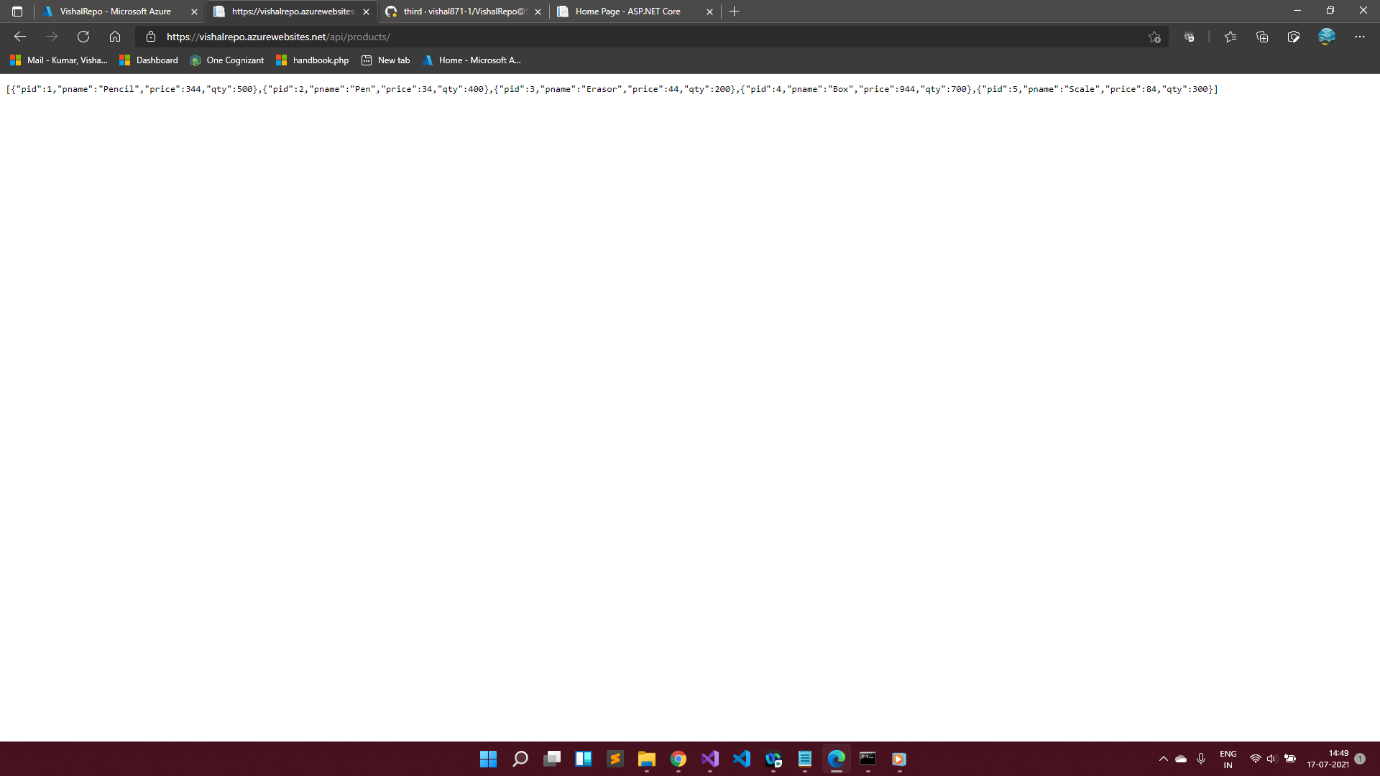 VishalRepo - Microsoft Azure
https://vishalrepo.azurewebsites.
third · vishal871-1/VishalRepo@
Home Page - ASP.NET Core
https://vishalrepo.azurewebsites.net/api/products/
Mail - Kumar, Visha...
Dashboard
One Cognizant
handbook.php
New tab
Home - Microsoft A...
[{"pid":1,"pname":"Pencil","price":344,"qty":500},{"pid":2,"pname":"Pen","price":34,"qty":400},{"pid":3,"pname":"Erasor","price":44,"qty":200},{"pid":4,"pname":"Box","price":944,"qty":700},{"pid":5,"pname":"Scale","price":84,"qty":300}]
ENG
IN
14:49
17-07-2021
1